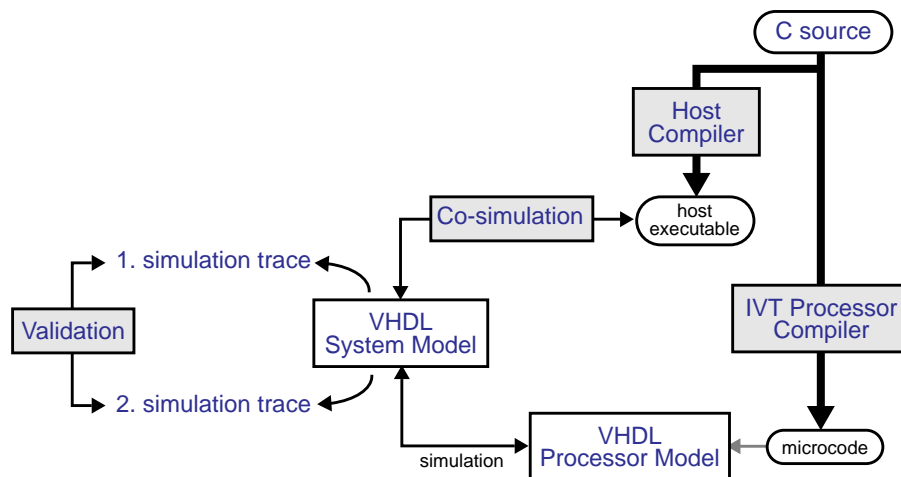 C source
Host
Compiler
Co-simulation
host
executable
1. simulation trace
IVT Processor
Compiler
VHDL
System Model
Validation
2. simulation trace
VHDL
Processor Model
microcode
simulation